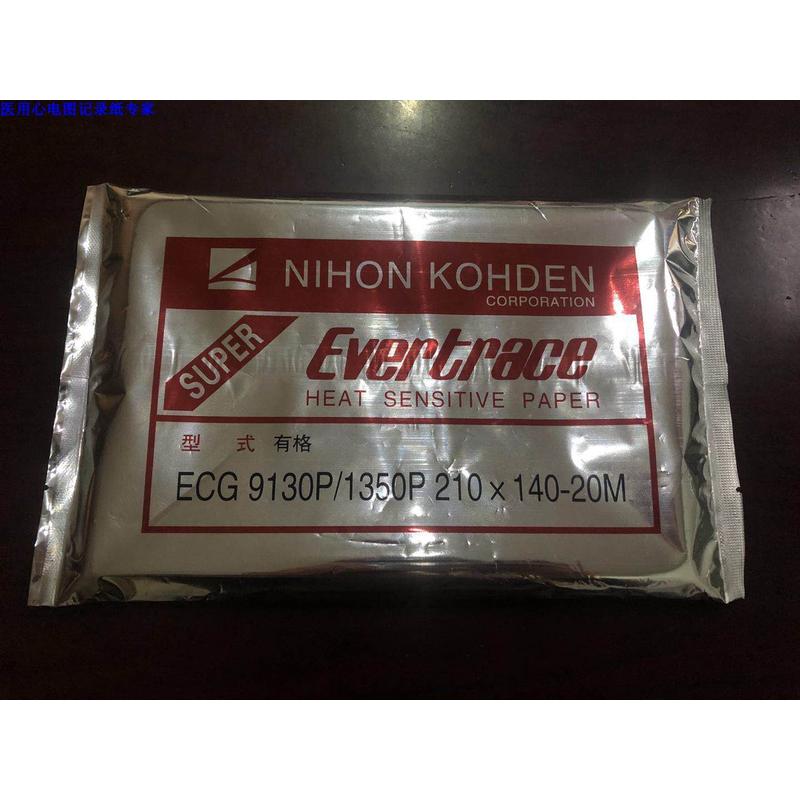 医用心电图记录纸专家
NIHON KOHDEN
CORPORATION
SUPER
Evertrace
HEAT SENSITIVE PAPER
型 式 有格
ECG 9130P/1350P 210 x 140-20M